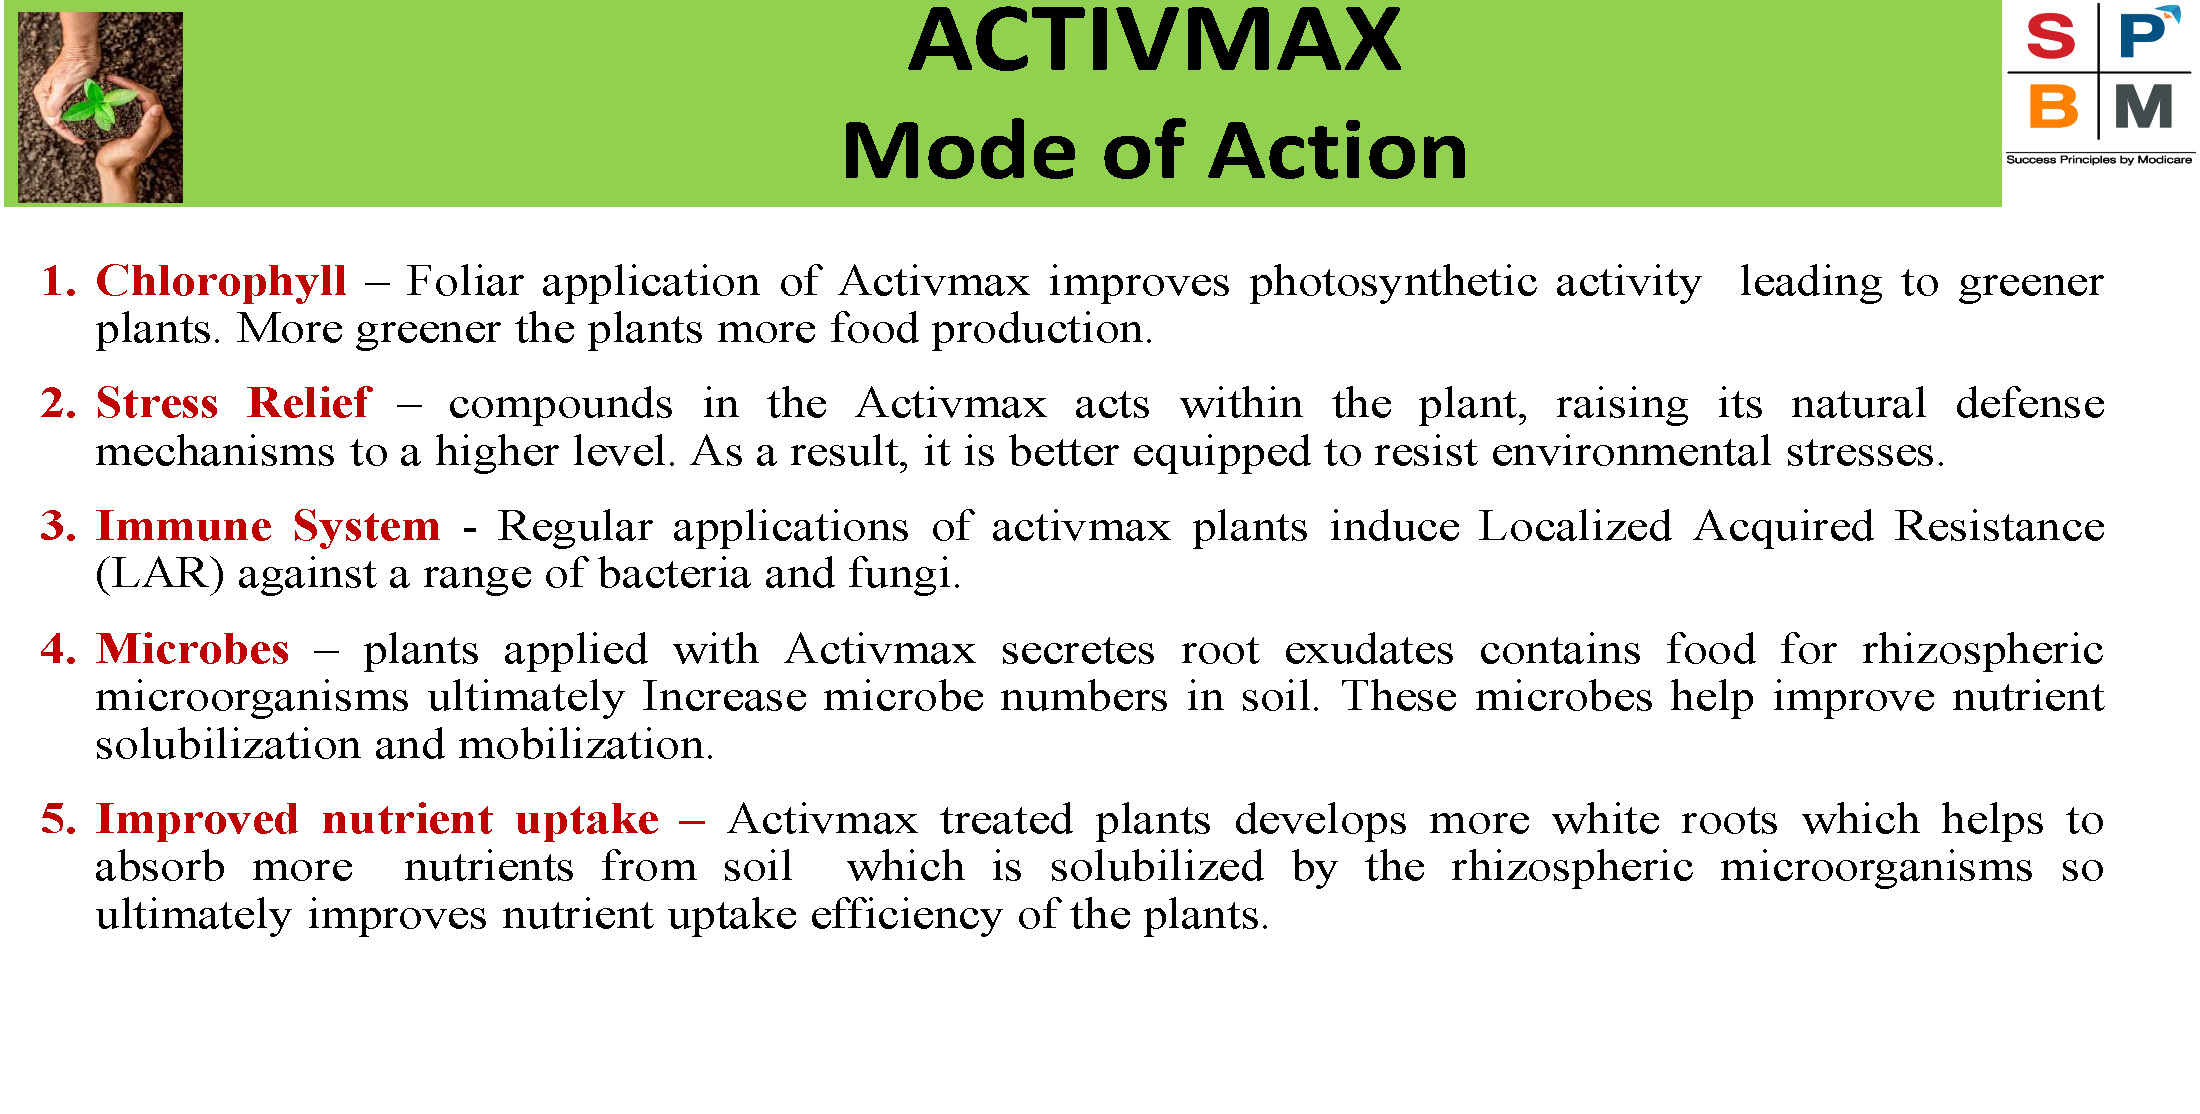 ACTIVMAX
Mode of Action
S P
B M
Success Principles by Modicare
1. Chlorophyll – Foliar application of Activmax improves photosynthetic activity leading to greener
plants. More greener the plants more food production.
2. Stress Relief – compounds in the Activmax acts within the plant, raising its natural defense
mechanisms to a higher level. As a result, it is better equipped to resist environmental stresses.
3. Immune System - Regular applications of activmax plants induce Localized Acquired Resistance
(LAR) against a range of bacteria and fungi.
4. Microbes – plants applied with Activmax secretes root exudates contains food for rhizospheric
microorganisms ultimately Increase microbe numbers in soil. These microbes help improve nutrient
solubilization and mobilization.
5. Improved nutrient uptake – Activmax treated plants develops more white roots which helps to
absorb more nutrients from soil which is solubilized by the rhizospheric microorganisms so
ultimately improves nutrient uptake efficiency of the plants.